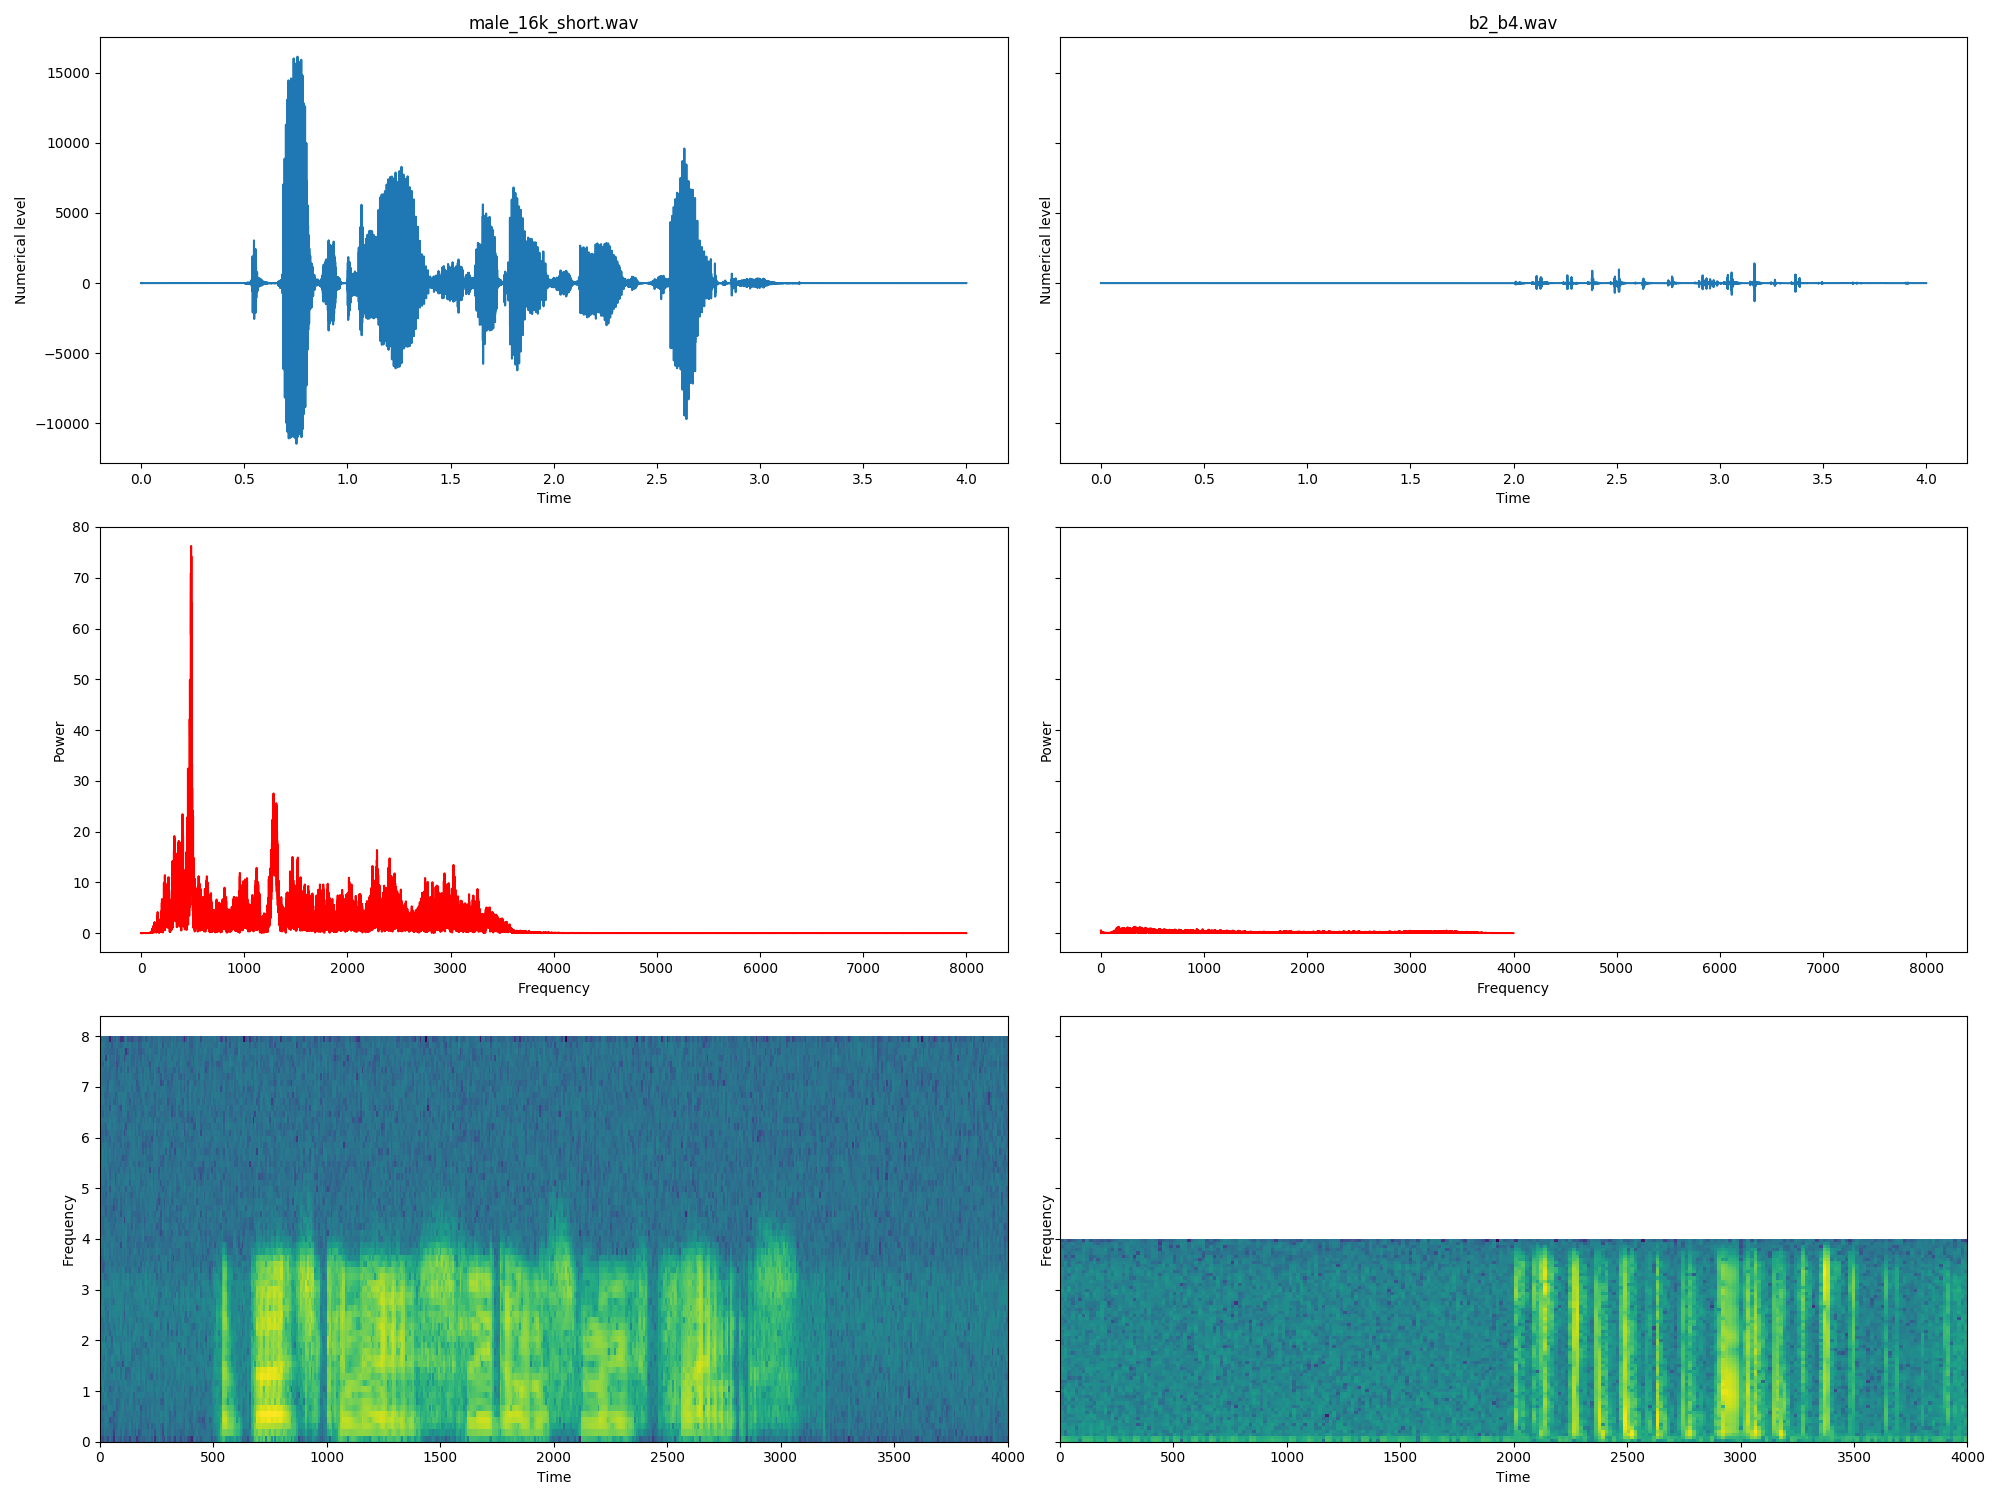 male_16k_short.wav
b2_b4.wav
15000
10000
5000
0
−5000
−10000
Numerical level
Numerical level
0.0 0.5 1.0 1.5 2.0 2.5 3.0 3.5 4.0
0.0 0.5 1.0 1.5 2.0 2.5 3.0 3.5 4.0
Time
Time
80
70
60
50
40
30
20
10
0
Power
Power
0 1000 2000 3000 4000 5000 6000 7000 8000
0 1000 2000 3000 4000 5000 6000 7000 8000
Frequency
Frequency
8
7
6
5
4
3
2
1
0
Frequency
Frequency
0 500 1000 1500 2000 2500 3000 3500 4000
0 500 1000 1500 2000 2500 3000 3500 4000
Time
Time